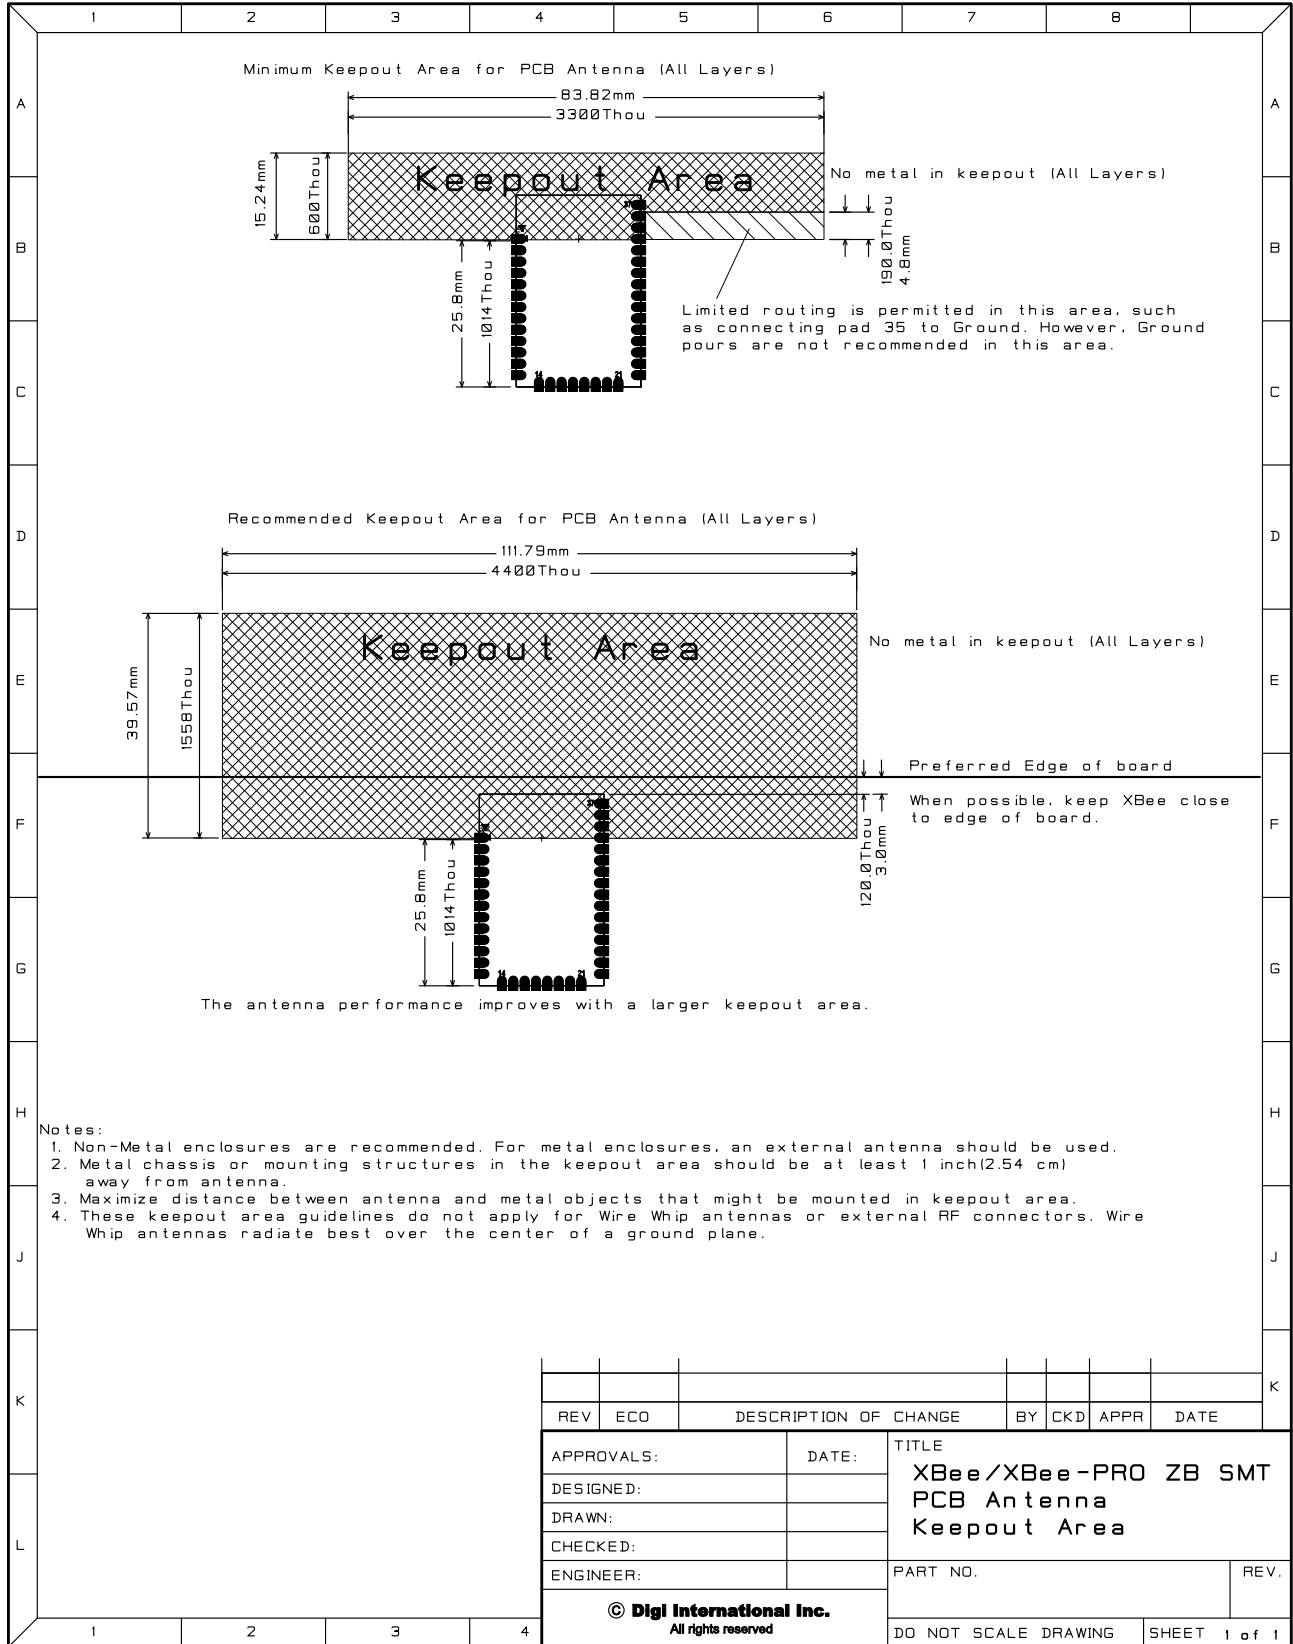 1 2 3 4 5 6 7 8
Minimum Keepout Area for PCB Antenna (All Layers)
83.82mm
3300Thou
A A
Keepout Area
No metal in keepout (All Layers)
15.24mm
600Thou
37
190.0Thou
4.8mm
B B
25.8mm
1014Thou
Limited routing is permitted in this area, such
as connecting pad 35 to Ground. However, Ground
pours are not recommended in this area.
14 21
C C
Recommended Keepout Area for PCB Antenna (All Layers)
D D
111.79mm
4400Thou
Keepout Area
No metal in keepout (All Layers)
E E
39.57mm
1558Thou
Preferred Edge of board
When possible, keep XBee close
to edge of board.
37
F F
120.0Thou
3.0mm
25.8mm
1014Thou
14 21
G G
The antenna performance improves with a larger keepout area.
H H
Notes:
1. Non-Metal enclosures are recommended. For metal enclosures, an external antenna should be used.
2. Metal chassis or mounting structures in the keepout area should be at least 1 inch(2.54 cm)
away from antenna.
3. Maximize distance between antenna and metal objects that might be mounted in keepout area.
4. These keepout area guidelines do not apply for Wire Whip antennas or external RF connectors. Wire
Whip antennas radiate best over the center of a ground plane.
J J
K K
REV ECO DESCRIPTION OF CHANGE BY CKD APPR DATE
APPROVALS: DATE:
TITLE
XBee/XBee-PRO ZB SMT
PCB Antenna
Keepout Area
DESIGNED:
DRAWN:
CHECKED:
L
ENGINEER:
PART NO. REV.
© Digi International Inc.
All rights reserved
DO NOT SCALE DRAWING SHEET 1 of 1
1 2 3 4